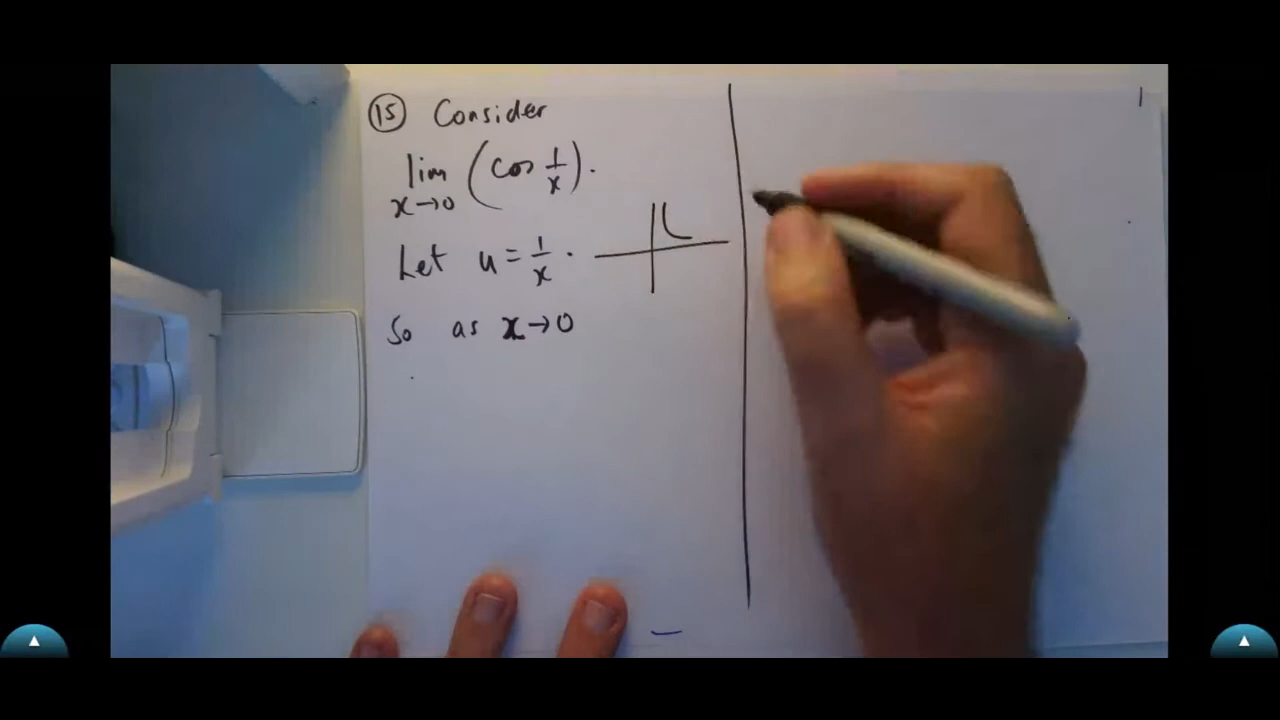 ⑮ Consider
lim x→0 (cos 1/x).
Let u = 1/x.
So as x→0